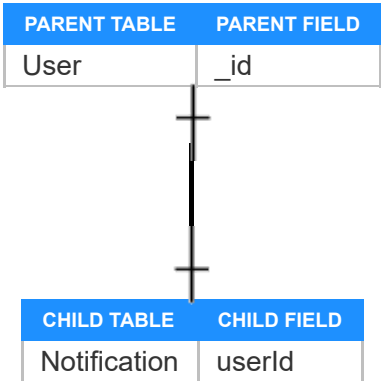 PARENT TABLE PARENT FIELD
User _id
CHILD TABLE CHILD FIELD
Notification userId